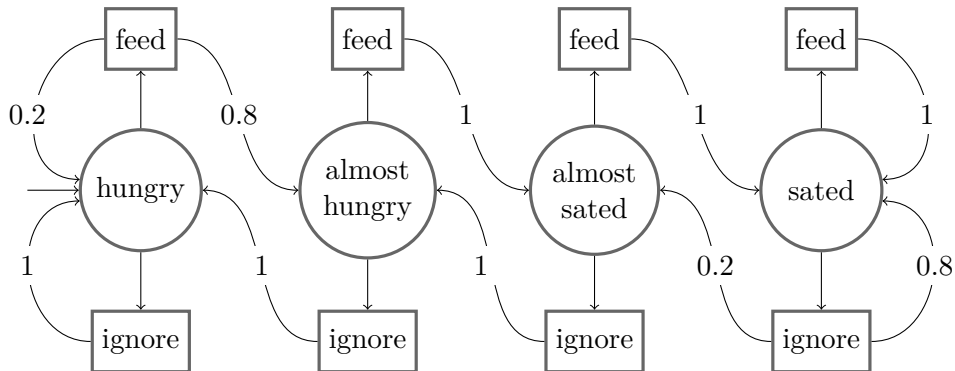 feed
feed
feed
feed
0.2
0.8
1
1
1
hungry
almost
hungry
almost
sated
sated
1
1
1
0.2
0.8
ignore
ignore
ignore
ignore